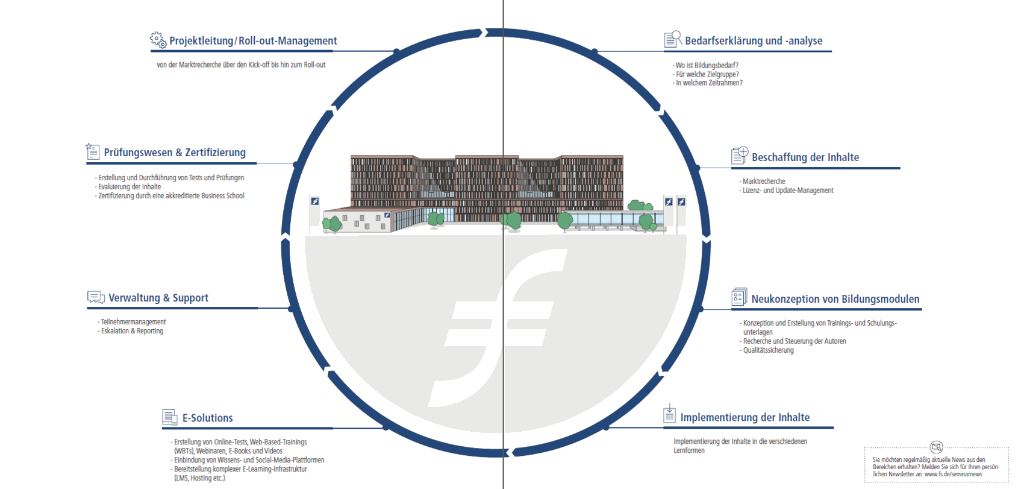 Projektleitung/Roll-out-Management
von der Marktrecherche über den Kick-off bis hin zum Roll-out
Prüfungswesen & Zertifizierung
- Erstellung und Durchführung von Tests und Prüfungen
- Evaluierung der Inhalte
- Zertifizierung durch eine akkreditierte Business School
Verwaltung & Support
- Teilnehmermanagement
- Eskalation & Reporting
E-Solutions
- Erstellung von Online-Tests, Web-Based-Trainings
(WBTs), Webinaren, E-Books und Videos
- Einbindung von Wissens- und Social-Media-Plattformen
- Bereitstellung komplexer E-Learning-Infrastruktur
(LMS, Hosting etc.)
Bedarfserklärung und -analyse
- Wo ist Bildungsbedarf?
- Für welche Zielgruppe?
- In welchem Zeitrahmen?
Beschaffung der Inhalte
- Marktrecherche
- Lizenz- und Update-Management
Neukonzeption von Bildungsmodulen
- Konzeption und Erstellung von Trainings- und Schulungs-
unterlagen
- Recherche und Steuerung der Autoren
- Qualitätssicherung
Implementierung der Inhalte
Implementierung der Inhalte in die verschiedenen
Lernformen
Sie möchten regelmäßig aktuelle News aus den
Bereichen erhalten? Melden Sie sich für Ihren persön-
lichen Newsletter an: www.fs.de/seminarnews